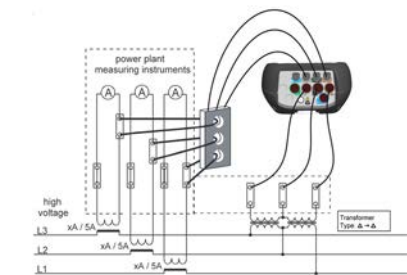 power plant
measuring instruments
A
A
A
high
voltage
xA / 5A
L3
xA / 5A
L2
xA / 5A
L1
Transformer
Type Δ → Δ